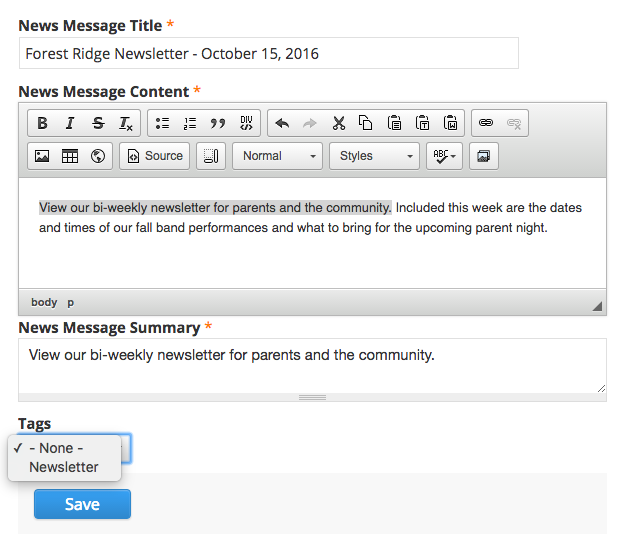 News Message Title *
Forest Ridge Newsletter - October 15, 2016
News Message Content *
B I S Tx DIV
Source Normal Styles ABC
View our bi-weekly newsletter for parents and the community. Included this week are the dates
and times of our fall band performances and what to bring for the upcoming parent night.
body p
News Message Summary *
View our bi-weekly newsletter for parents and the community.
Tags
✓ - None -
Newsletter
Save